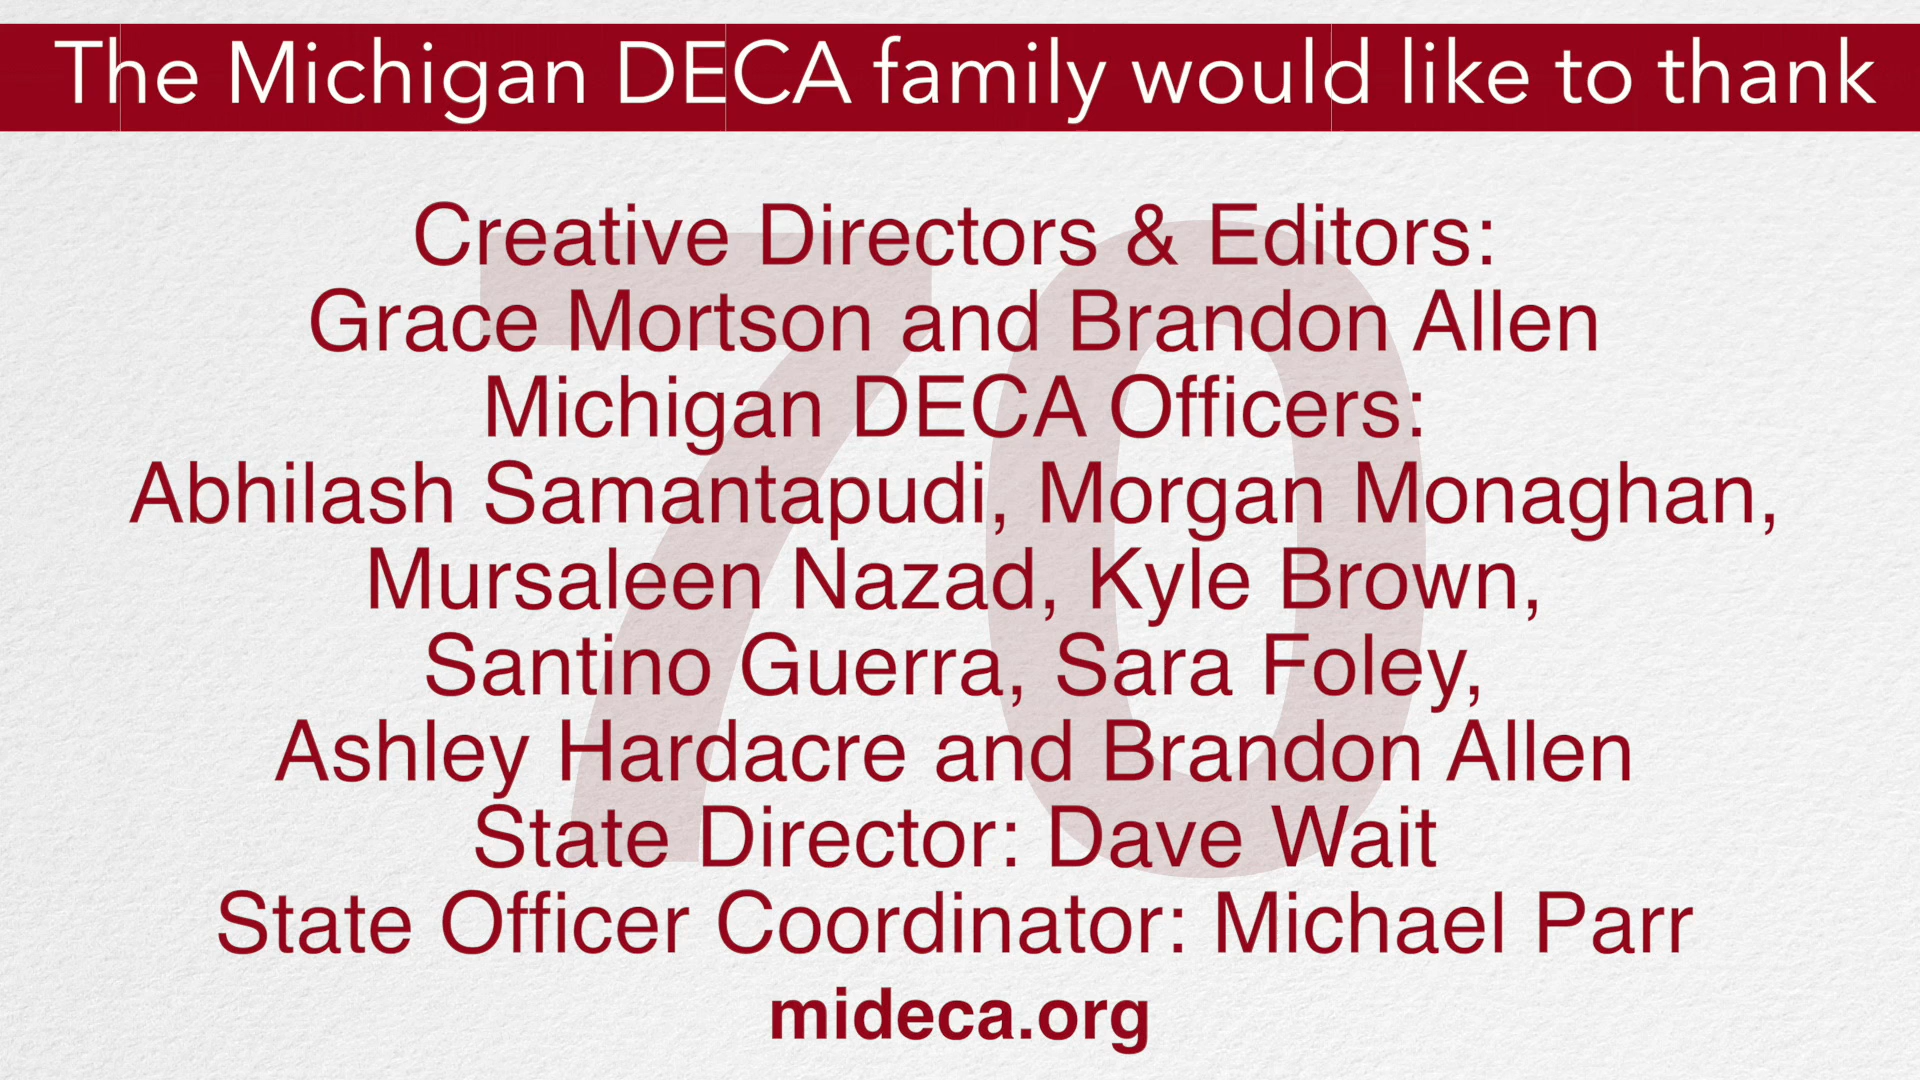 The Michigan DECA family would like to thank
Creative Directors & Editors:
Grace Mortson and Brandon Allen
Michigan DECA Officers:
Abhilash Samantapudi, Morgan Monaghan,
Mursaleen Nazad, Kyle Brown,
Santino Guerra, Sara Foley,
Ashley Hardacre and Brandon Allen
State Director: Dave Wait
State Officer Coordinator: Michael Parr
mideca.org
70